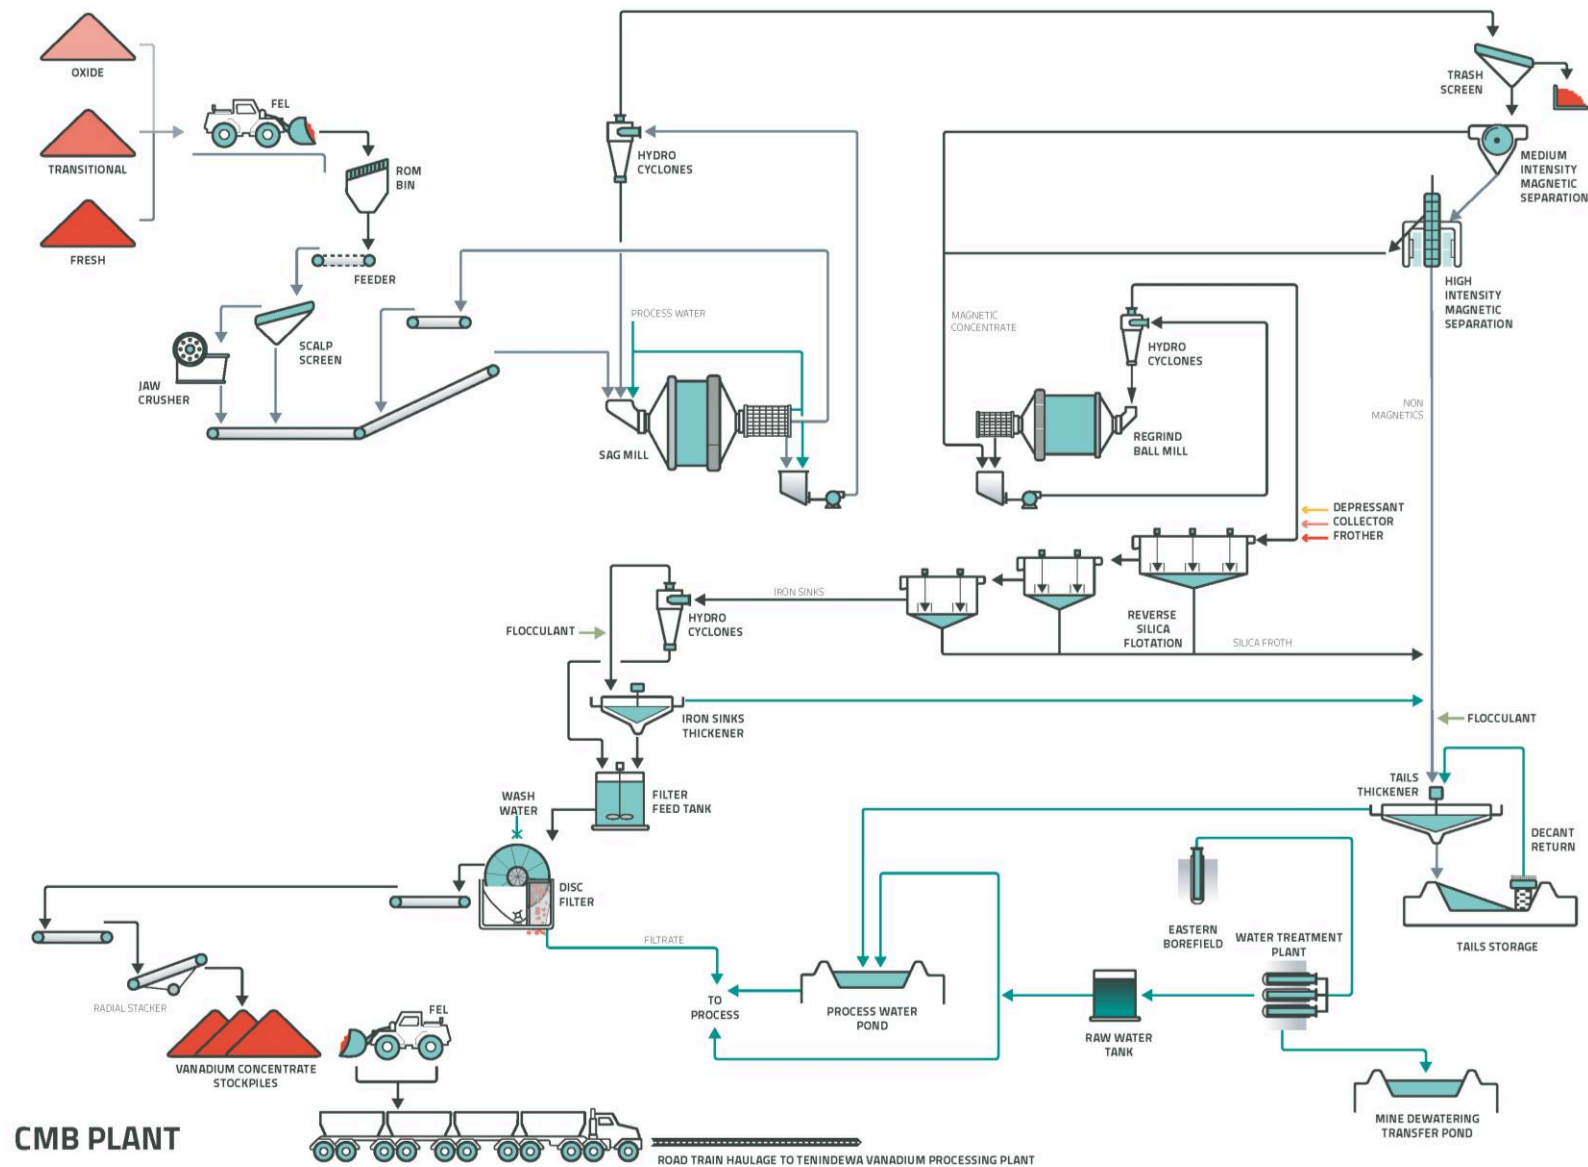 OXIDE
TRANSITIONAL
FRESH
FEL
ROM
BIN
FEEDER
SCALP
SCREEN
JAW
CRUSHER
HYDRO
CYCLONES
PROCESS WATER
SAG MILL
TRASH
SCREEN
MEDIUM
INTENSITY
MAGNETIC
SEPARATION
HIGH
INTENSITY
MAGNETIC
SEPARATION
MAGNETIC
CONCENTRATE
HYDRO
CYCLONES
REGRIND
BALL MILL
NON
MAGNETICS
DEPRESSANT
COLLECTOR
FROTHER
REVERSE
SILICA
FLOTATION
SILICA FROTH
IRON SINKS
HYDRO
CYCLONES
FLOCCULANT
IRON SINKS
THICKENER
FILTER
FEED TANK
WASH
WATER
DISC
FILTER
FILTRATE
FLOCCULANT
TAILS
THICKENER
DECANT
RETURN
TAILS STORAGE
EASTERN
BOREFIELD
WATER TREATMENT
PLANT
RAW WATER
TANK
PROCESS WATER
POND
TO
PROCESS
MINE DEWATERING
TRANSFER POND
RADIAL STACKER
VANADIUM CONCENTRATE
STOCKPILES
FEL
CMB PLANT
ROAD TRAIN HAULAGE TO TENINDEWA VANADIUM PROCESSING PLANT